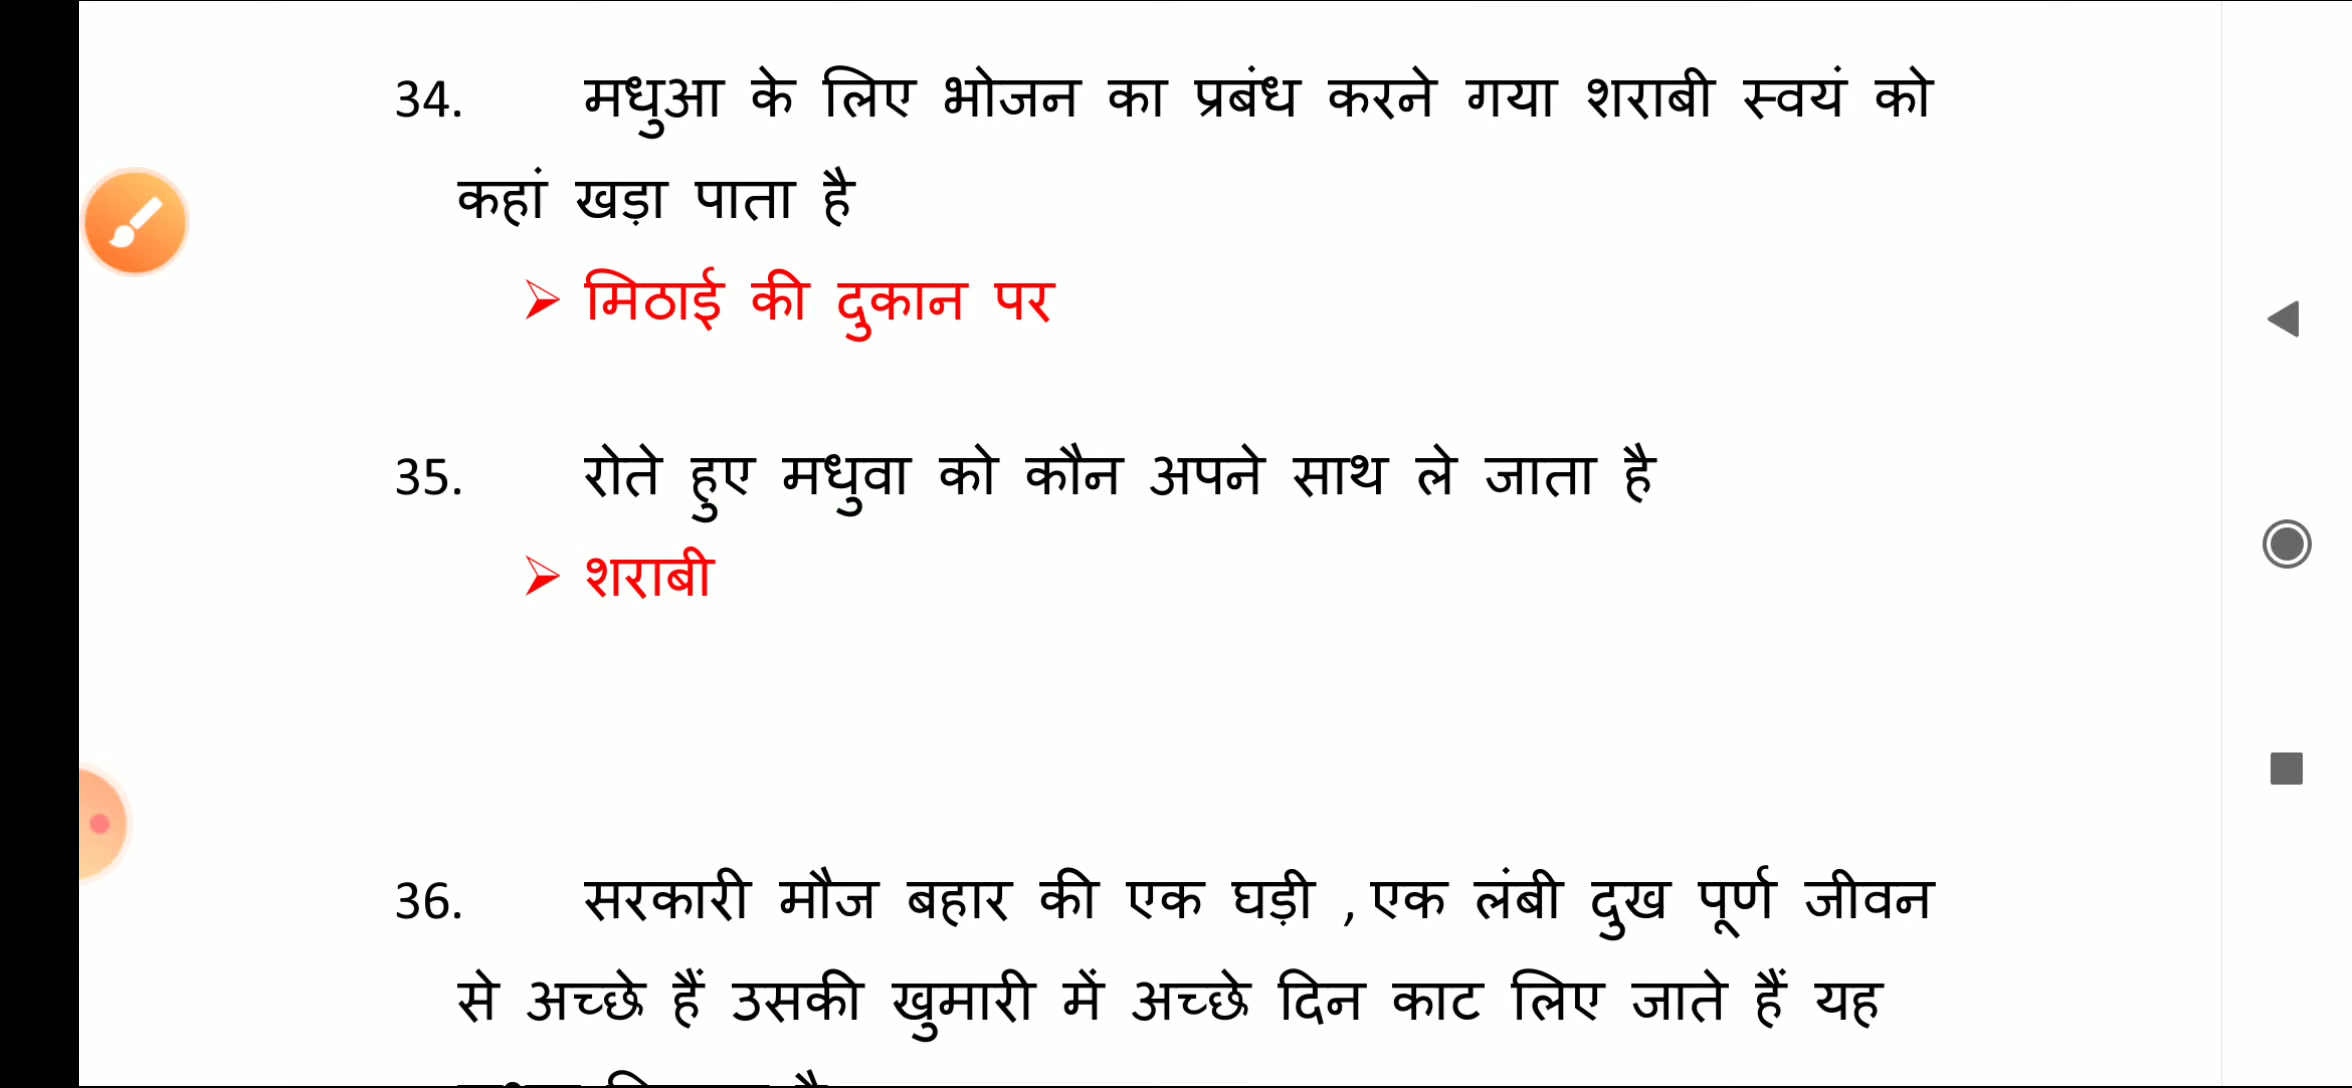 34. मधुआ के लिए भोजन का प्रबंध करने गया शराबी स्वयं को
कहां खड़ा पाता है
➢ मिठाई की दुकान पर
35. रोते हुए मधुवा को कौन अपने साथ ले जाता है
➢ शराबी
36. सरकारी मौज बहार की एक घड़ी , एक लंबी दुख पूर्ण जीवन
से अच्छे हैं उसकी खुमारी में अच्छे दिन काट लिए जाते हैं यह